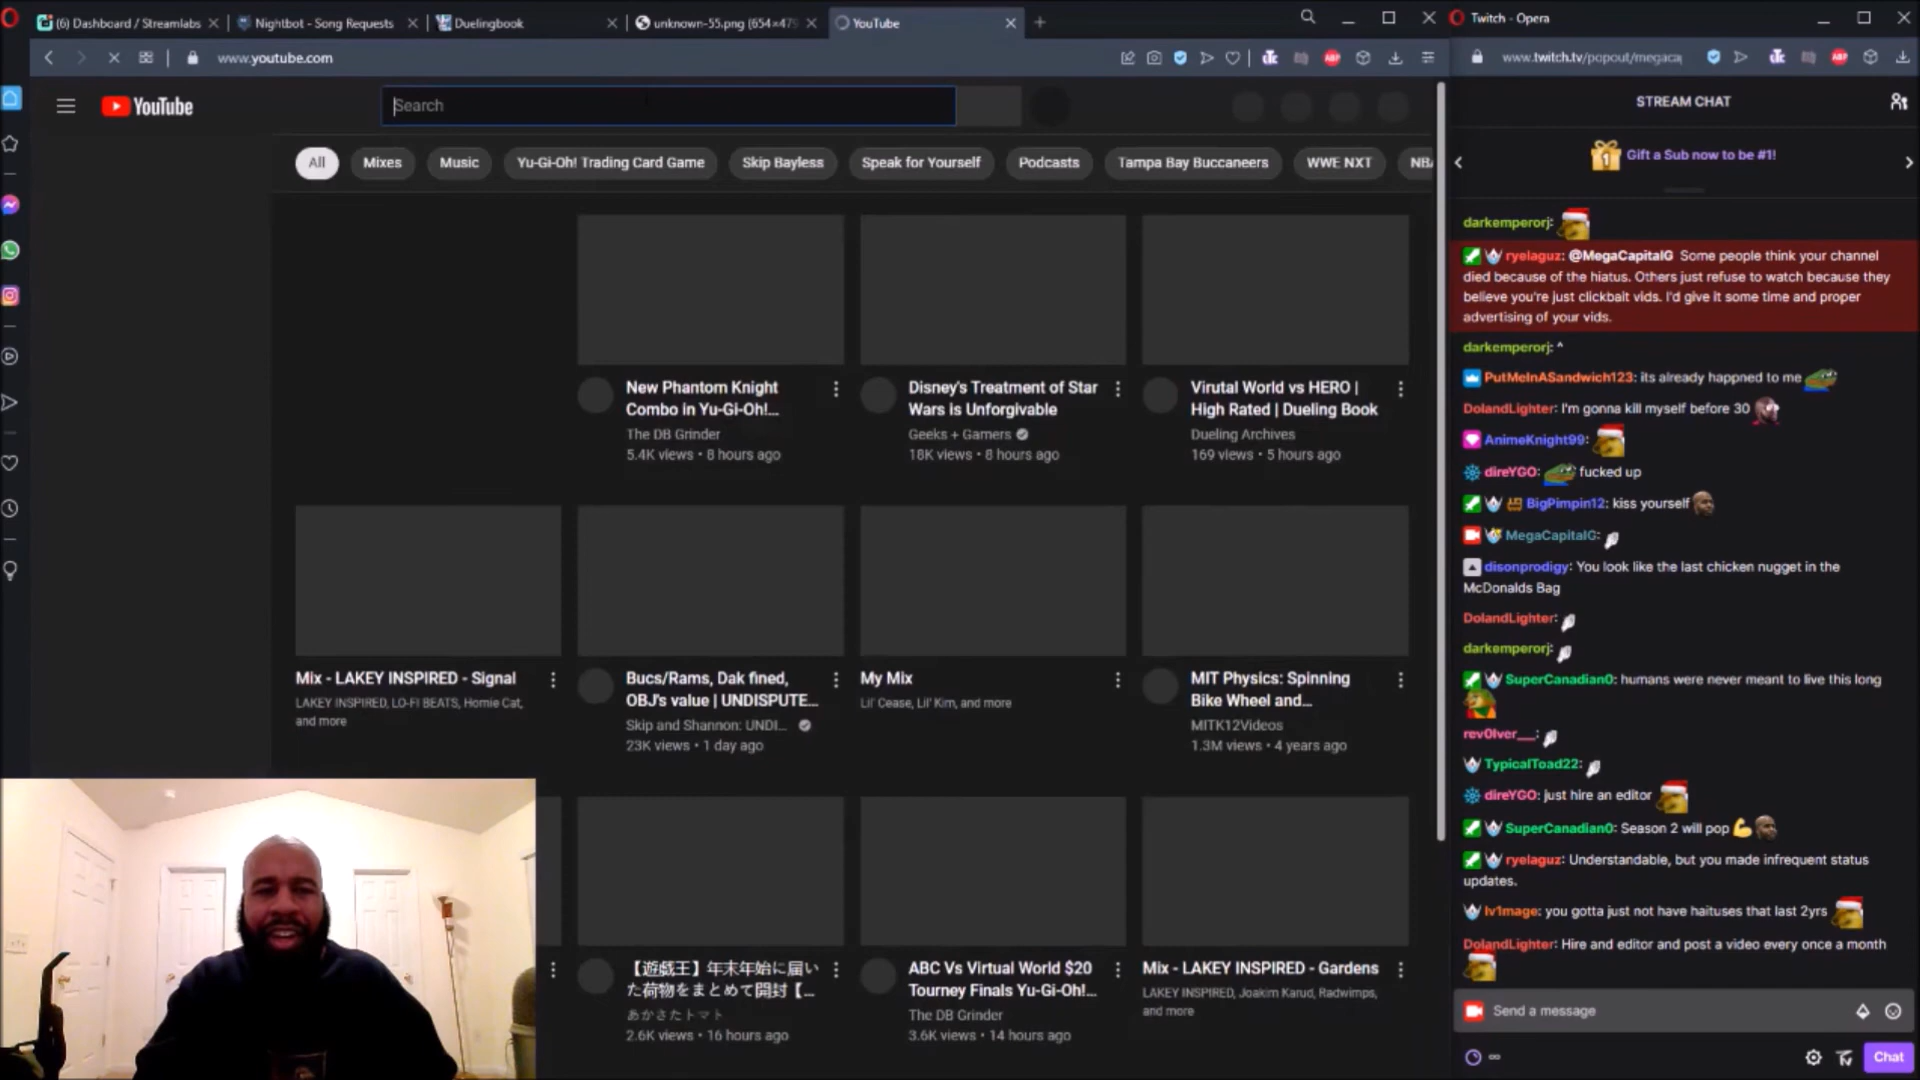 (6) Dashboard / Streamlabs
Nightbot - Song Requests
Duelingbook
unknown-55.png (654×479
YouTube
Twitch - Opera
www.youtube.com
www.twitch.tv/popout/megaca
YouTube
Search
STREAM CHAT
All
Mixes
Music
Yu-Gi-Oh! Trading Card Game
Skip Bayless
Speak for Yourself
Podcasts
Tampa Bay Buccaneers
WWE NXT
NBA
1
Gift a Sub now to be #1!
New Phantom Knight
Combo in Yu-Gi-Oh!...
The DB Grinder
5.4K views • 8 hours ago
Disney's Treatment of Star
Wars is Unforgivable
Geeks + Gamers
18K views • 8 hours ago
Virutal World vs HERO |
High Rated | Dueling Book
Dueling Archives
169 views • 5 hours ago
Mix - LAKEY INSPIRED - Signal
LAKEY INSPIRED, LO-FI BEATS, Homie Cat,
and more
Bucs/Rams, Dak fined,
OBJ's value | UNDISPUTE...
Skip and Shannon: UNDI...
23K views • 1 day ago
My Mix
Lil' Cease, Lil' Kim, and more
MIT Physics: Spinning
Bike Wheel and...
MITK12Videos
1.3M views • 4 years ago
【遊戯王】年末年始に届い
た荷物をまとめて開封【...
あかさたトマト
2.6K views • 16 hours ago
ABC Vs Virtual World $20
Tourney Finals Yu-Gi-Oh!...
The DB Grinder
3.6K views • 14 hours ago
Mix - LAKEY INSPIRED - Gardens
LAKEY INSPIRED, Joakim Karud, Radwimps,
and more
darkemperorj:
ryelaguz: @MegaCapitalG Some people think your channel
died because of the hiatus. Others just refuse to watch because they
believe you're just clickbait vids. I'd give it some time and proper
advertising of your vids.
darkemperorj: ^
PutMeInASandwich123: its already happned to me
DolandLighter: I'm gonna kill myself before 30
AnimeKnight99:
direYGO: fucked up
BigPimpin12: kiss yourself
MegaCapitalG:
disonprodigy: You look like the last chicken nugget in the
McDonalds Bag
DolandLighter:
darkemperorj:
SuperCanadian0: humans were never meant to live this long
rev0lver__:
TypicalToad22:
direYGO: just hire an editor
SuperCanadian0: Season 2 will pop
ryelaguz: Understandable, but you made infrequent status
updates.
lv1mage: you gotta just not have haituses that last 2yrs
DolandLighter: Hire and editor and post a video every once a month
Send a message
Chat